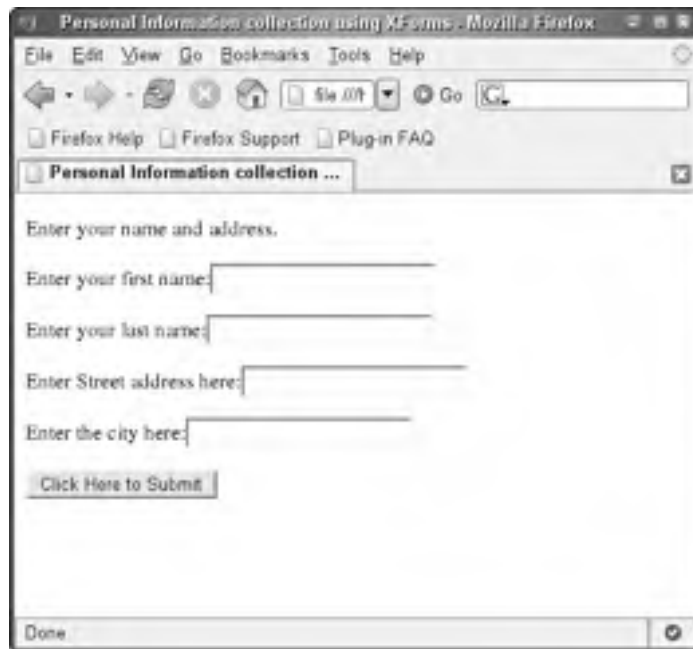 Personal Information collection using XForms - Mozilla Firefox
File Edit View Go Bookmarks Tools Help
file:/// Go G
Firefox Help Firefox Support Plug-in FAQ
Personal Information collection ...
Enter your name and address.
Enter your first name:
Enter your last name:
Enter Street address here:
Enter the city here:
Click Here to Submit
Done